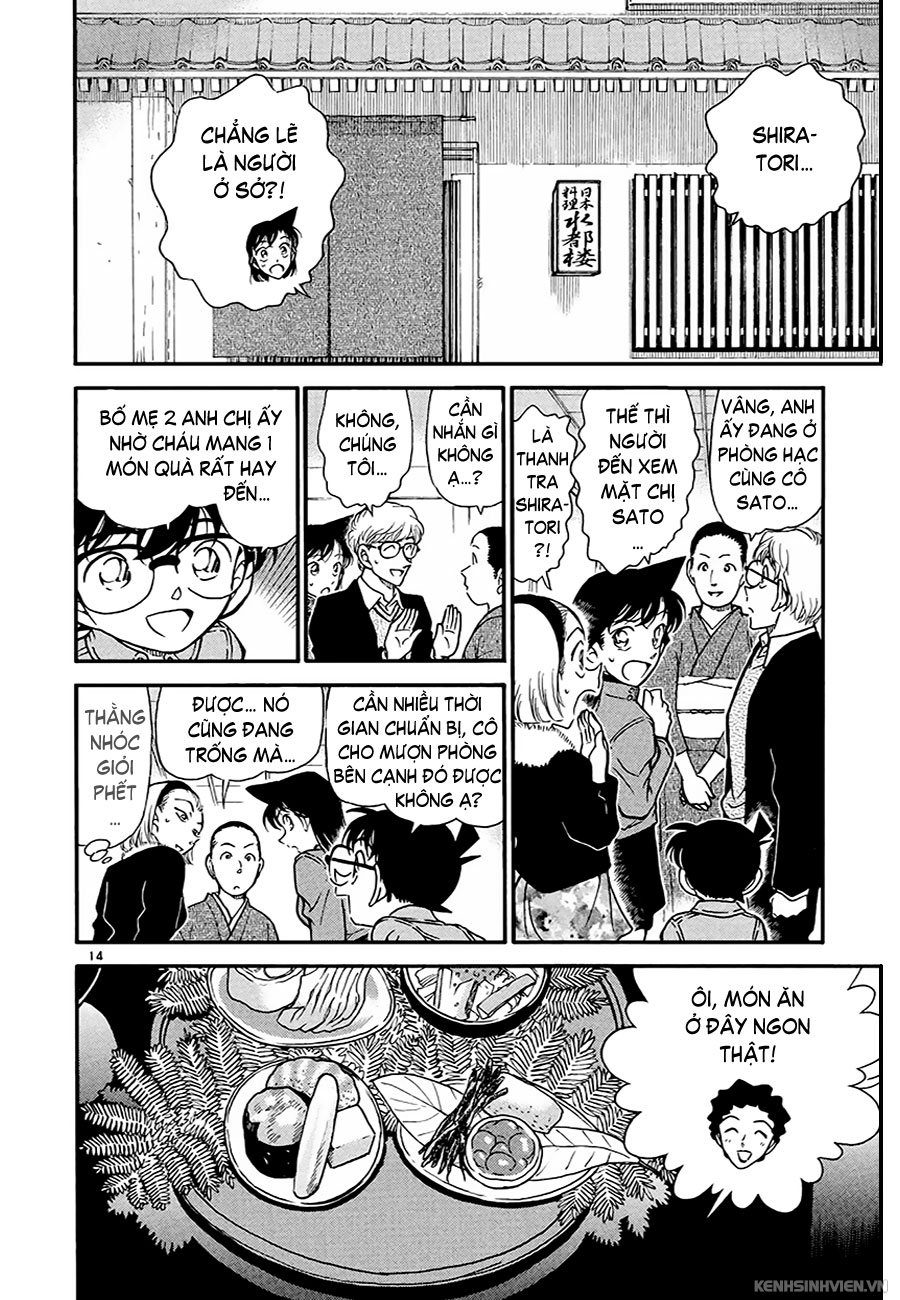 SHIRA-
TORI...
CHẲNG LẼ
LÀ NGƯỜI
Ở SỞ?!
日本
料理
水都楼
VÂNG, ANH
ẤY ĐANG Ở
PHÒNG HẠC
CÙNG CÔ
SATO...
THẾ THÌ
NGƯỜI
ĐẾN XEM
MẶT CHỊ
SATO
...
LÀ
THANH
TRA
SHIRA-
TORI
?!
CẦN
NHẮN GÌ
KHÔNG
Ạ...?
KHÔNG,
CHÚNG
TÔI...
BỐ MẸ 2 ANH CHỊ ẤY
NHỜ CHÁU MANG 1
MÓN QUÀ RẤT HAY
ĐẾN...
CẦN NHIỀU THỜI
GIAN CHUẨN BỊ, CÔ
CHO MƯỢN PHÒNG
BÊN CẠNH ĐÓ ĐƯỢC
KHÔNG Ạ?
ĐƯỢC... NÓ
CŨNG ĐANG
TRỐNG MÀ...
THẰNG
NHÓC
GIỎI
PHẾT
...
14
ÔI, MÓN ĂN
Ở ĐÂY NGON
THẬT!
KENHSINHVIEN.VN